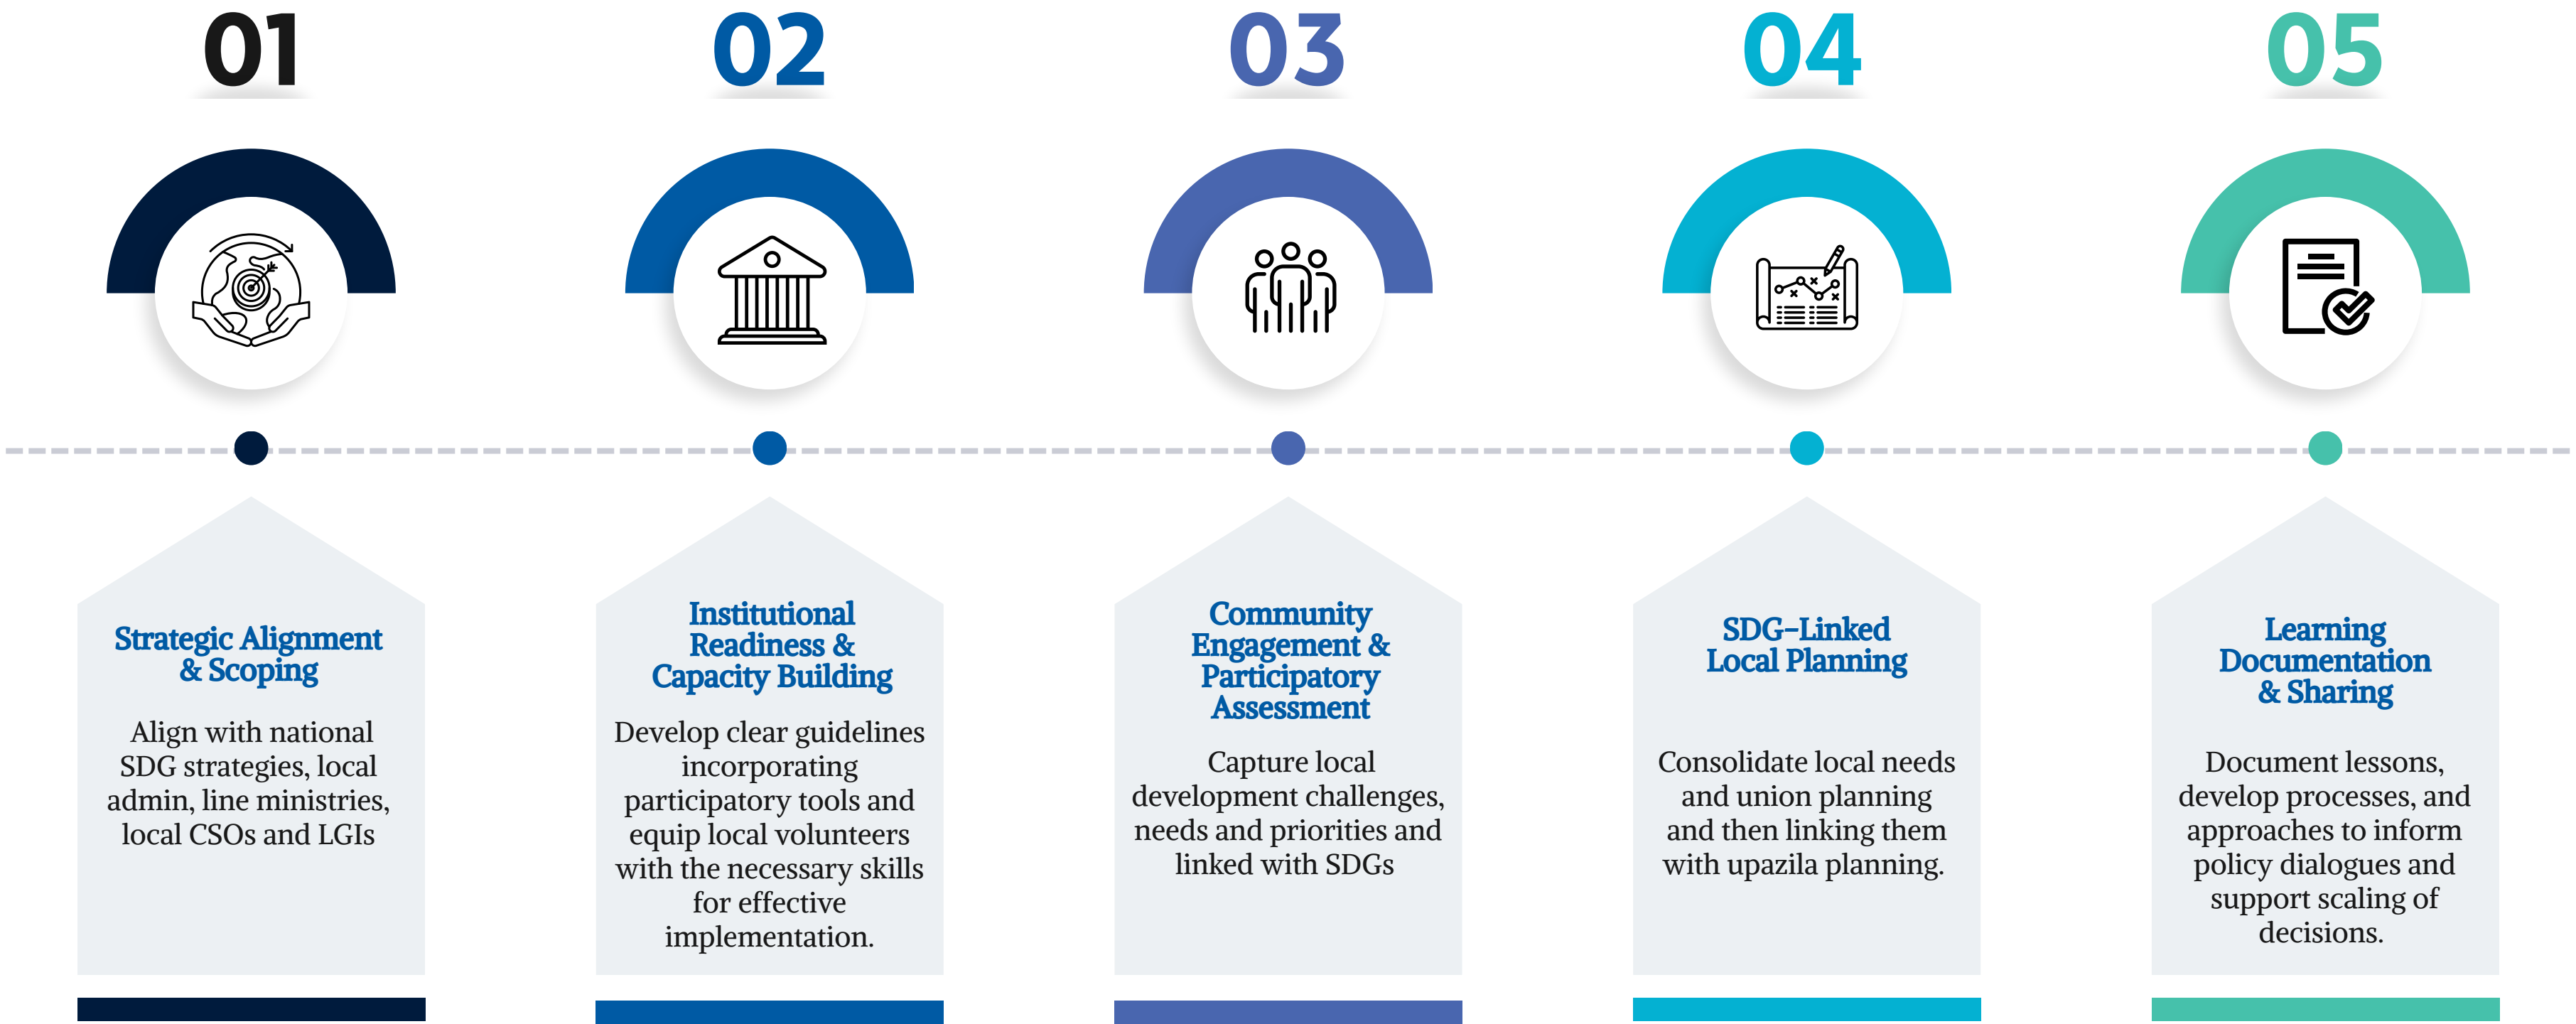 01
02
03
04
05
Strategic Alignment
& Scoping
Align with national
SDG strategies, local
admin, line ministries,
local CSOs and LGIs
Institutional
Readiness &
Capacity Building
Develop clear guidelines
incorporating
participatory tools and
equip local volunteers
with the necessary skills
for effective
implementation.
Community
Engagement &
Participatory
Assessment
Capture local
development challenges,
needs and priorities and
linked with SDGs
SDG-Linked
Local Planning
Consolidate local needs
and union planning
and then linking them
with upazila planning.
Learning
Documentation
& Sharing
Document lessons,
develop processes, and
approaches to inform
policy dialogues and
support scaling of
decisions.